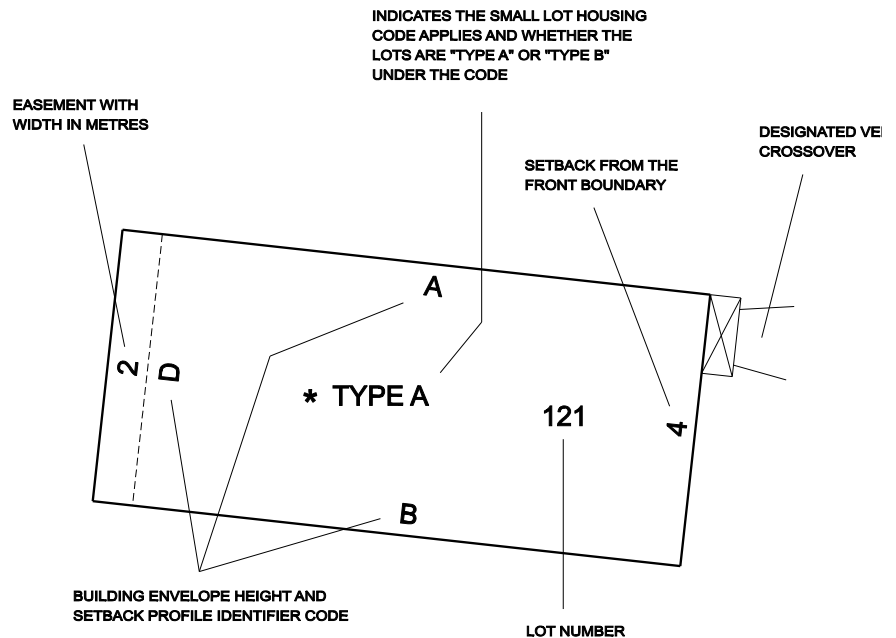 INDICATES THE SMALL LOT HOUSING
CODE APPLIES AND WHETHER THE
LOTS ARE "TYPE A" OR "TYPE B"
UNDER THE CODE
EASEMENT WITH
WIDTH IN METRES
DESIGNATED
CROSSOVER
SETBACK FROM THE
FRONT BOUNDARY
A
2
D
* TYPE A
121
4
B
BUILDING ENVELOPE HEIGHT AND
SETBACK PROFILE IDENTIFIER CODE
LOT NUMBER